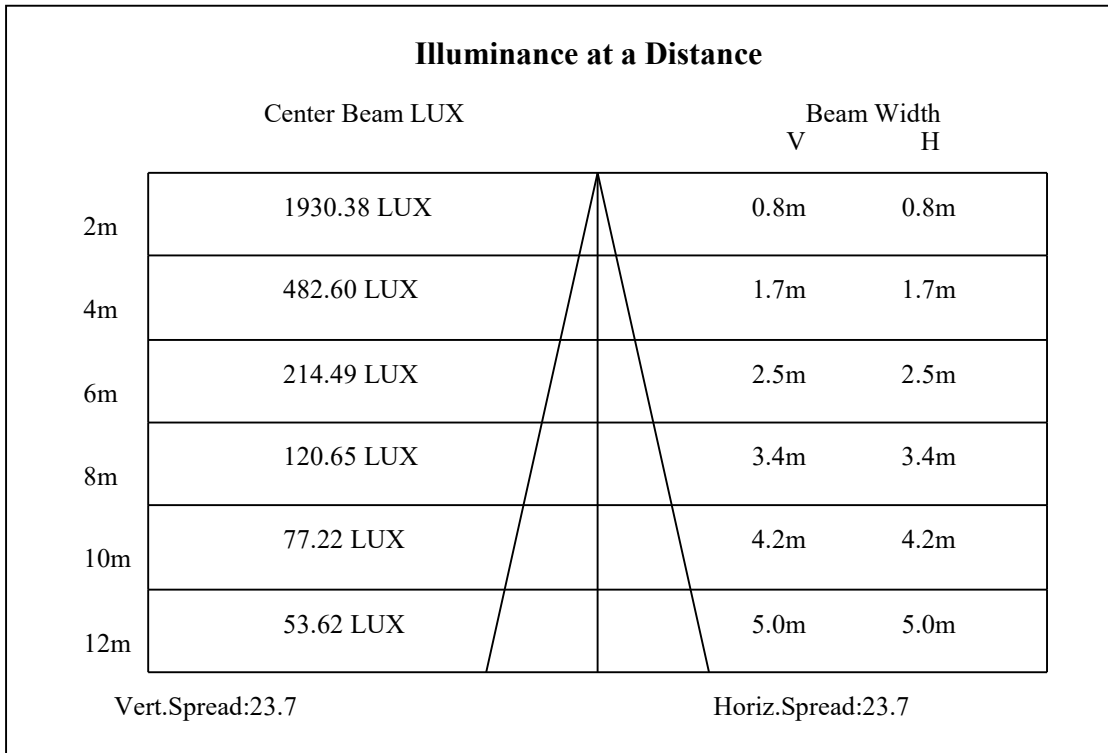 Illuminance at a Distance
Center Beam LUX Beam Width
V H
2m 1930.38 LUX 0.8m 0.8m
4m 482.60 LUX 1.7m 1.7m
6m 214.49 LUX 2.5m 2.5m
8m 120.65 LUX 3.4m 3.4m
10m 77.22 LUX 4.2m 4.2m
12m 53.62 LUX 5.0m 5.0m
Vert.Spread:23.7 Horiz.Spread:23.7